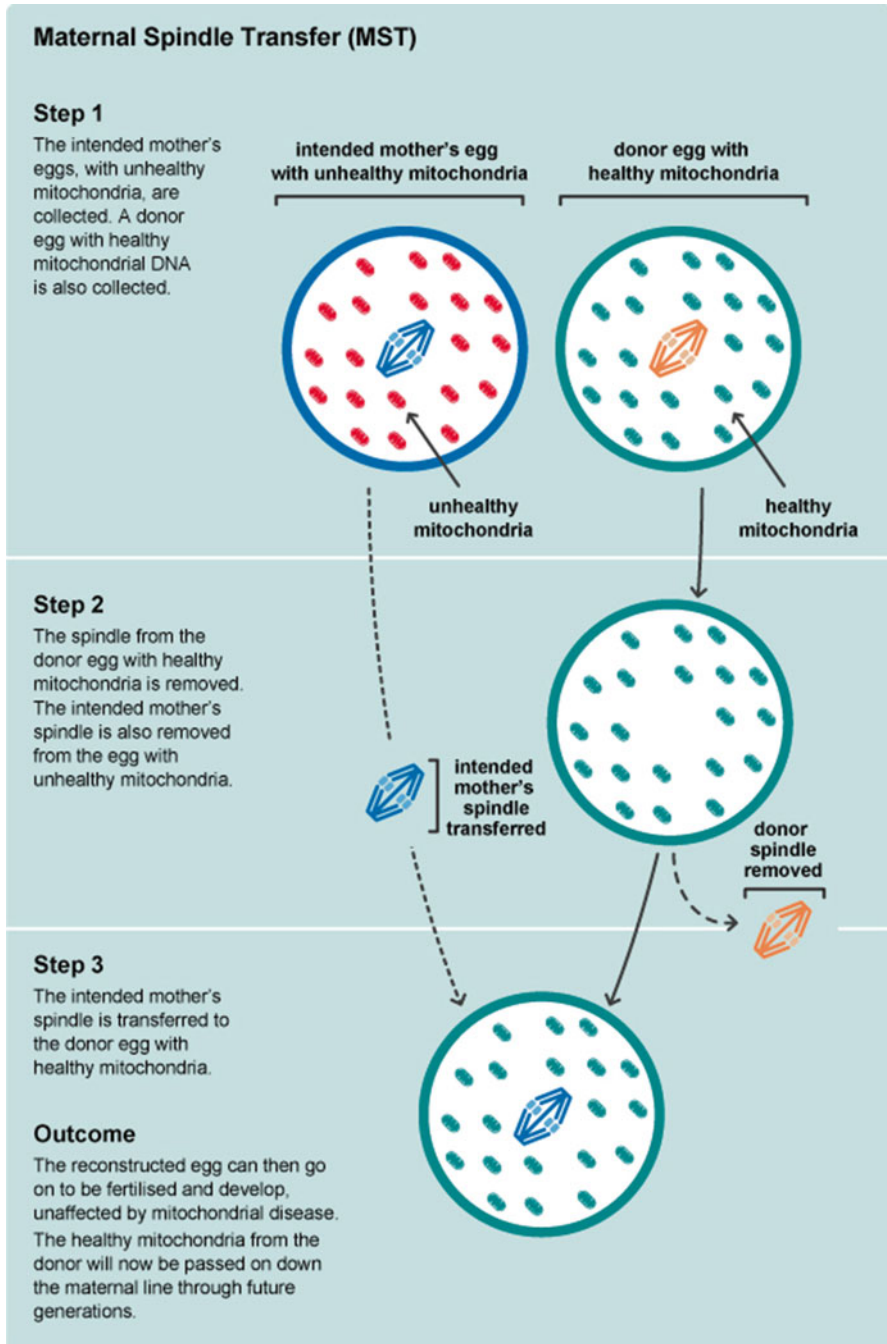 Maternal Spindle Transfer (MST)
Step 1
The intended mother's
eggs, with unhealthy
mitochondria, are
collected. A donor
egg with healthy
mitochondrial DNA
is also collected.
intended mother's egg
with unhealthy mitochondria
donor egg with
healthy mitochondria
unhealthy
mitochondria
healthy
mitochondria
Step 2
The spindle from the
donor egg with healthy
mitochondria is removed.
The intended mother's
spindle is also removed
from the egg with
unhealthy mitochondria.
intended
mother's
spindle
transferred
donor
spindle
removed
Step 3
The intended mother's
spindle is transferred to
the donor egg with
healthy mitochondria.
Outcome
The reconstructed egg can then go
on to be fertilised and develop,
unaffected by mitochondrial disease.
The healthy mitochondria from the
donor will now be passed on down
the maternal line through future
generations.